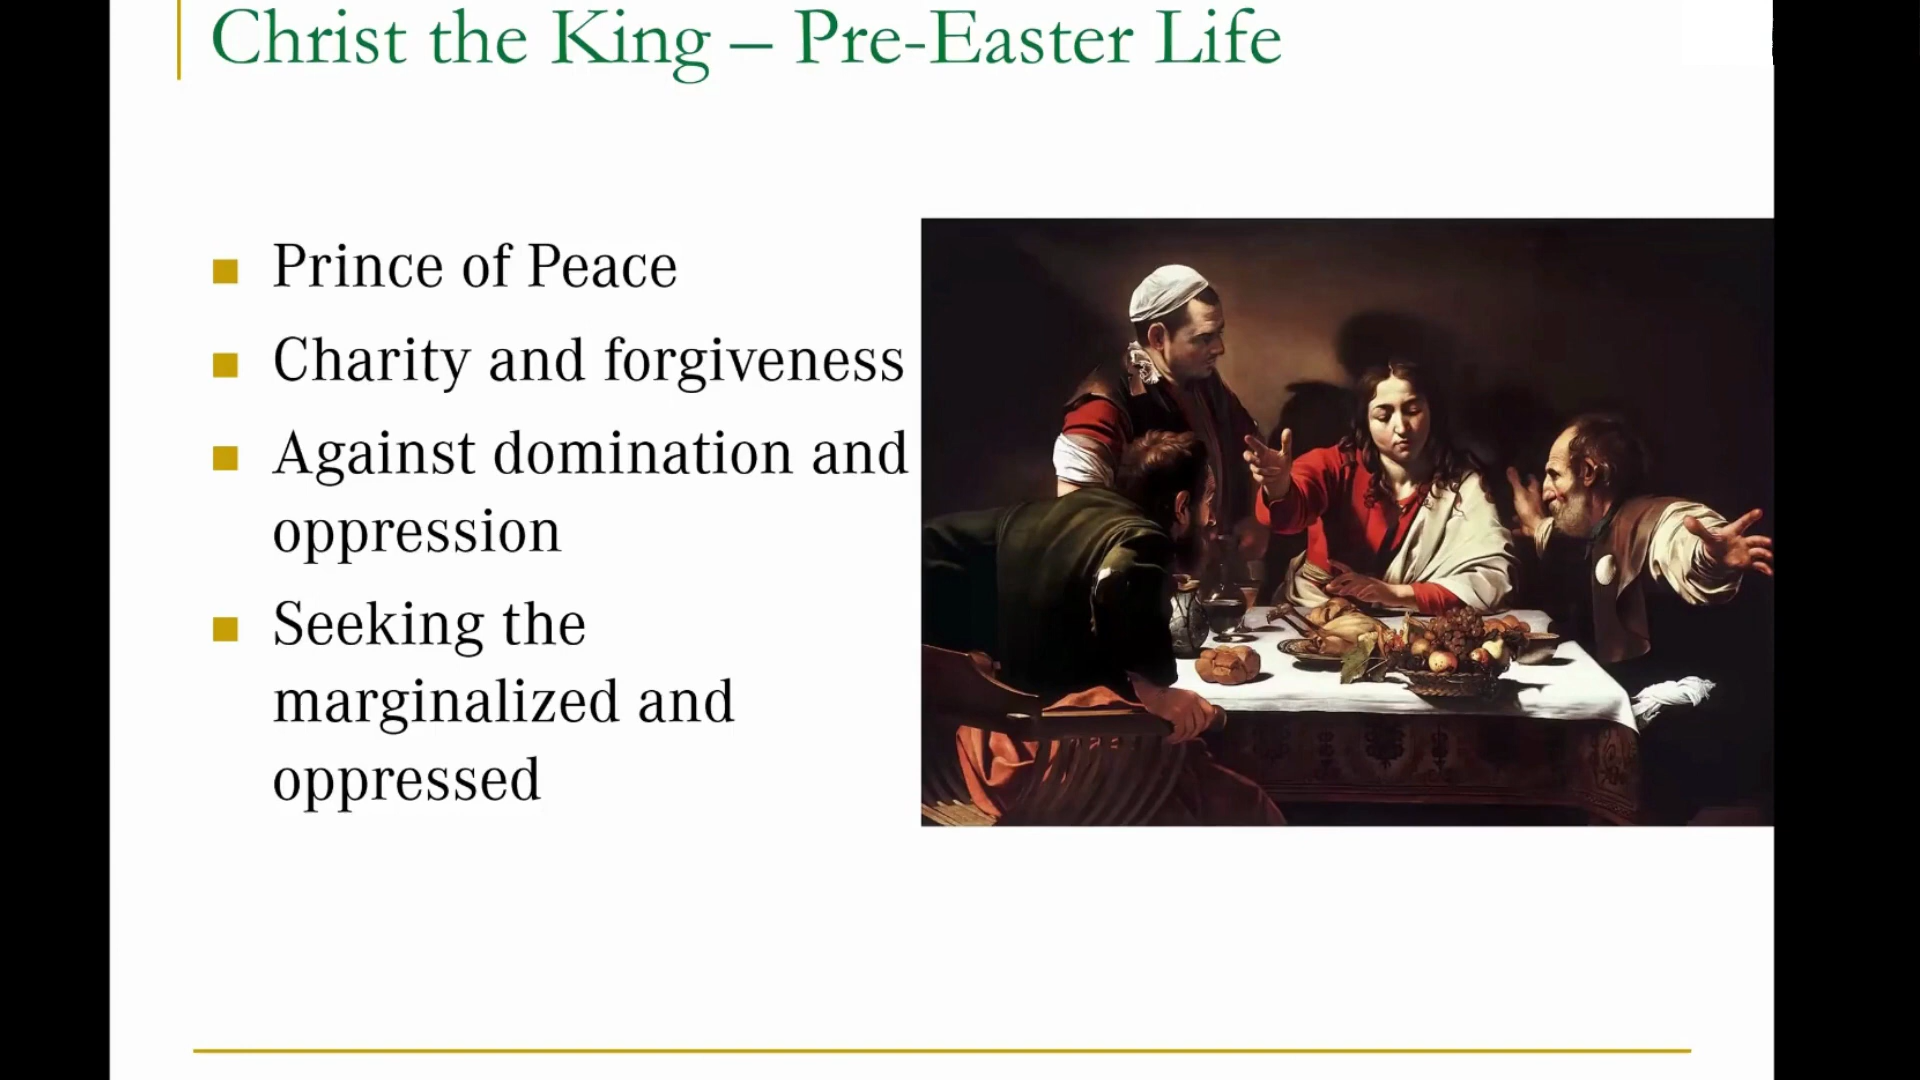 Christ the King – Pre-Easter Life
Prince of Peace
Charity and forgiveness
Against domination and
oppression
Seeking the
marginalized and
oppressed